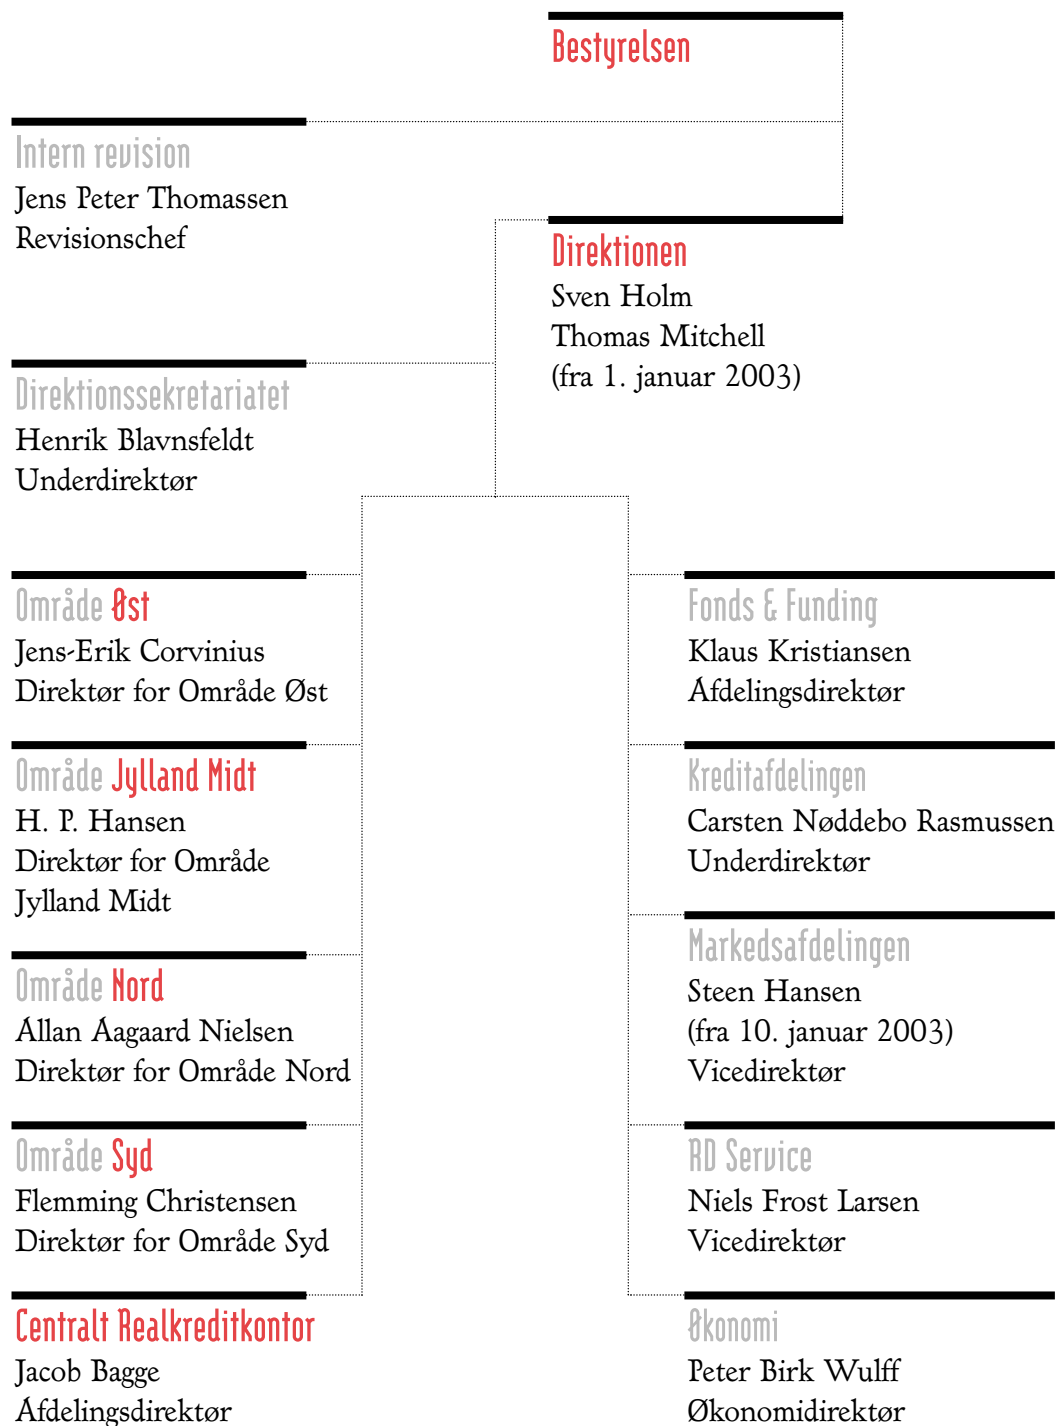 Bestyrelsen
Intern revision
Jens Peter Thomassen
Revisionschef
Direktionen
Sven Holm
Thomas Mitchell
(fra 1. januar 2003)
Direktionssekretariatet
Henrik Blavnsfeldt
Underdirektør
Område Øst
Jens-Erik Corvinius
Direktør for Område Øst
Område Jylland Midt
H. P. Hansen
Direktør for Område
Jylland Midt
Område Nord
Allan Aagaard Nielsen
Direktør for Område Nord
Område Syd
Flemming Christensen
Direktør for Område Syd
Centralt Realkreditkontor
Jacob Bagge
Afdelingsdirektør
Fonds & Funding
Klaus Kristiansen
Afdelingsdirektør
Kreditafdelingen
Carsten Nøddebo Rasmussen
Underdirektør
Markedsafdelingen
Steen Hansen
(fra 10. januar 2003)
Vicedirektør
RD Service
Niels Frost Larsen
Vicedirektør
Økonomi
Peter Birk Wulff
Økonomidirektør